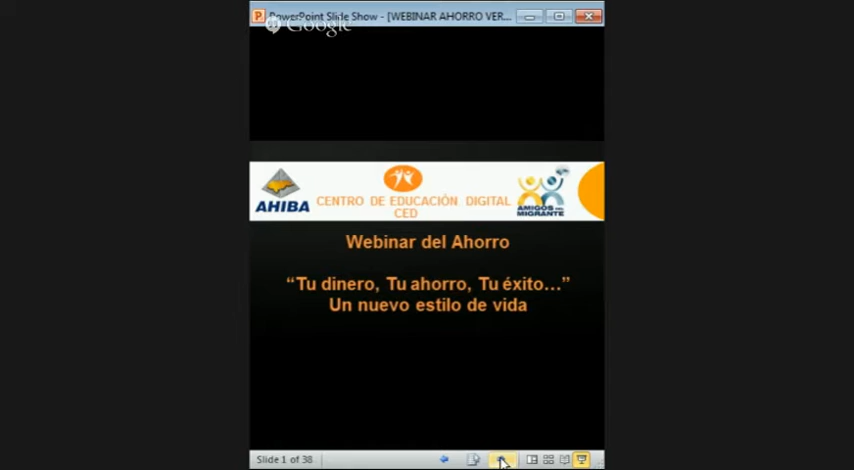 PowerPoint Slide Show - [WEBINAR AHORRO VER...
Google
AHIBA
CENTRO DE EDUCACIÓN DIGITAL
CED
AMIGOS DEL
MIGRANTE
Webinar del Ahorro
“Tu dinero, Tu ahorro, Tu éxito...”
Un nuevo estilo de vida
Slide 1 of 38